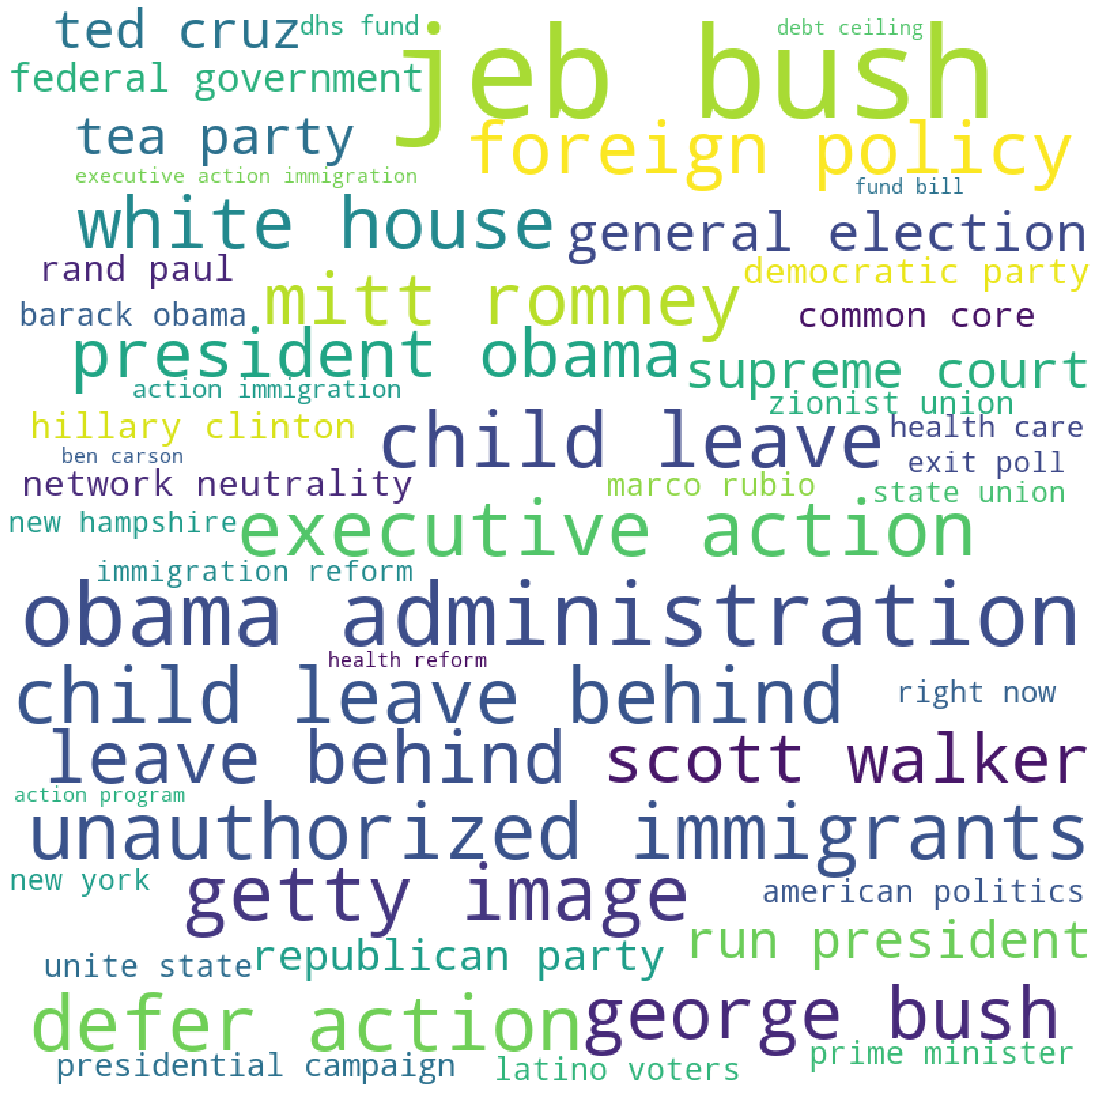 ted cruz
dhs fund
jeb bush
debt ceiling
federal government
tea party
foreign policy
executive action immigration
fund bill
white house
general election
rand paul
mitt romney
democratic party
barack obama
common core
president obama
supreme court
action immigration
zionist union
hillary clinton
child leave
health care
ben carson
exit poll
network neutrality
marco rubio
state union
new hampshire
executive action
immigration reform
obama administration
health reform
child leave behind
right now
leave behind
scott walker
action program
unauthorized immigrants
new york
getty image
american politics
run president
unite state
republican party
defer action
george bush
presidential campaign
latino voters
prime minister